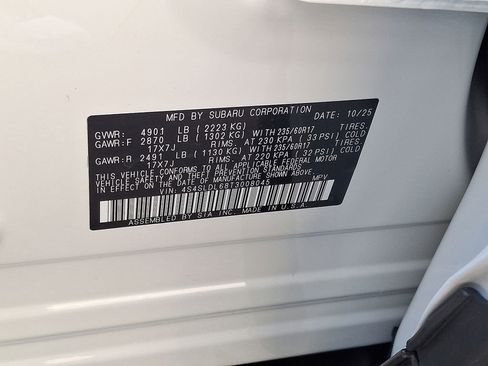 MFD BY SUBARU CORPORATION DATE: 10/25
GVWR: 4901 LB ( 2223 KG)
GAWR:F 2870 LB ( 1302 KG) WITH 235/60R17 TIRES,
17X7J RIMS, AT 230 KPA ( 33 PSI) COLD
GAWR:R 2491 LB ( 1130 KG) WITH 235/60R17 TIRES,
17X7J RIMS, AT 220 KPA ( 32 PSI) COLD
THIS VEHICLE CONFORMS TO ALL APPLICABLE FEDERAL MOTOR
VEHICLE SAFETY AND THEFT PREVENTION STANDARDS
IN EFFECT ON THE DATE OF MANUFACTURE SHOWN ABOVE.
VIN: 4S4SLDL68T3008045 MPV
ASSEMBLED BY SIA INC. MADE IN U.S.A.